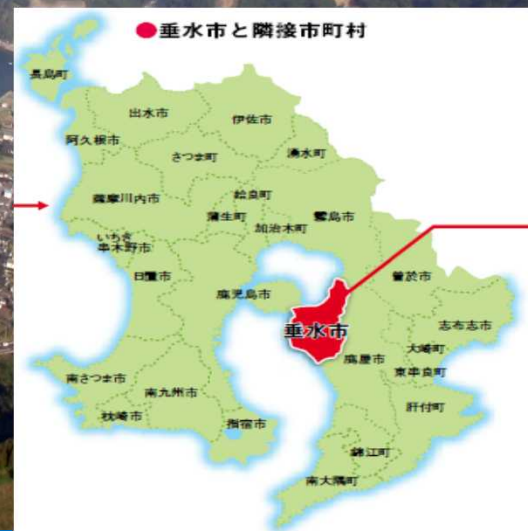 ●垂水市と隣接市町村
長島町
出水市
伊佐市
阿久根市
さつま町
湧水町
薩摩川内市
姶良町
蒲生町
霧島市
加治木町
いちき
串木野市
日置市
曽於市
鹿児島市
志布志市
垂水市
大崎町
鹿屋市
東串良町
南さつま市
南九州市
肝付町
枕崎市
指宿市
錦江町
南大隅町